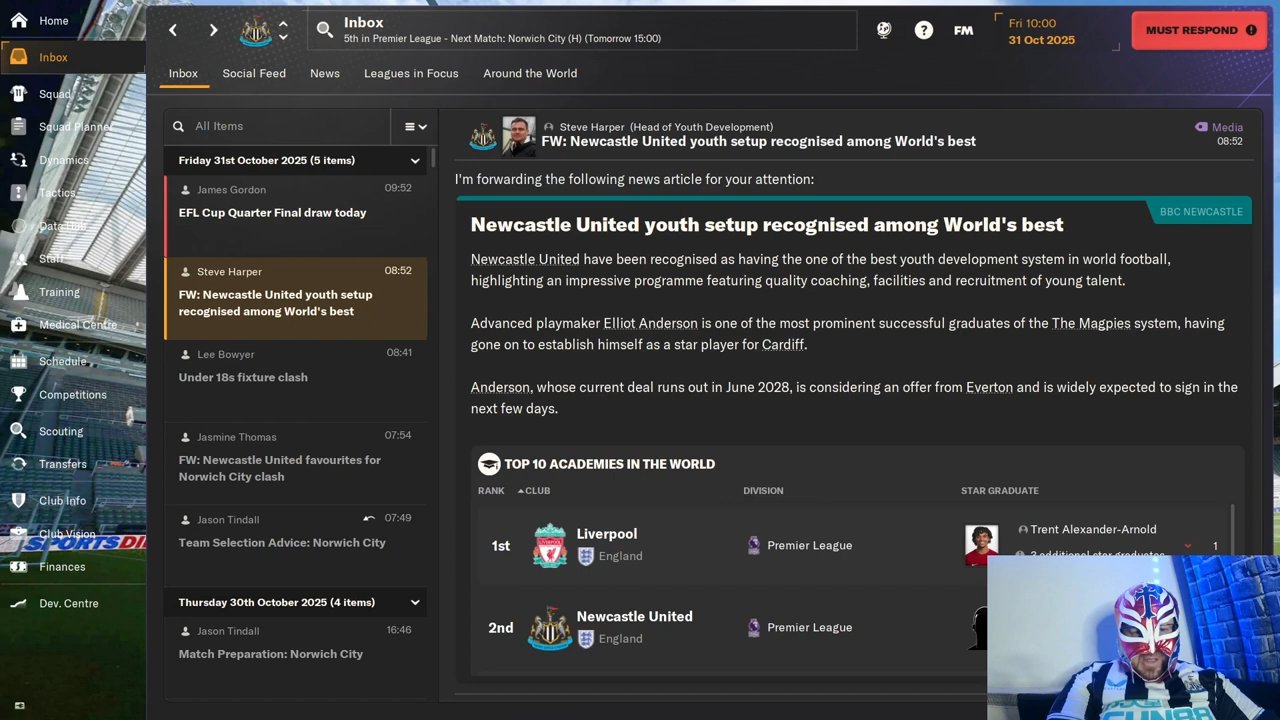 Home
Inbox
Squad
Squad Planner
Dynamics
Tactics
Data Hub
Staff
Training
Medical Centre
Schedule
Competitions
Scouting
Transfers
Club Info
Club Vision
SPORTS DI
Finances
Dev. Centre
Inbox
5th in Premier League - Next Match: Norwich City (H) (Tomorrow 15:00)
?
FM
Fri 10:00
31 Oct 2025
MUST RESPOND
Inbox
Social Feed
News
Leagues in Focus
Around the World
All Items
Friday 31st October 2025 (5 items)
James Gordon 09:52
EFL Cup Quarter Final draw today
Steve Harper 08:52
FW: Newcastle United youth setup
recognised among World's best
Lee Bowyer 08:41
Under 18s fixture clash
Jasmine Thomas 07:54
FW: Newcastle United favourites for
Norwich City clash
Jason Tindall 07:49
Team Selection Advice: Norwich City
Thursday 30th October 2025 (4 items)
Jason Tindall 16:46
Match Preparation: Norwich City
Steve Harper (Head of Youth Development)
FW: Newcastle United youth setup recognised among World's best
Media
08:52
I'm forwarding the following news article for your attention:
BBC NEWCASTLE
Newcastle United youth setup recognised among World's best
Newcastle United have been recognised as having the one of the best youth development system in world football,
highlighting an impressive programme featuring quality coaching, facilities and recruitment of young talent.
Advanced playmaker Elliot Anderson is one of the most prominent successful graduates of the The Magpies system, having
gone on to establish himself as a star player for Cardiff.
Anderson, whose current deal runs out in June 2028, is considering an offer from Everton and is widely expected to sign in the
next few days.
TOP 10 ACADEMIES IN THE WORLD
RANK CLUB DIVISION STAR GRADUATE
1st Liverpool England Premier League Trent Alexander-Arnold 1
3 additional star graduates
2nd Newcastle United England Premier League